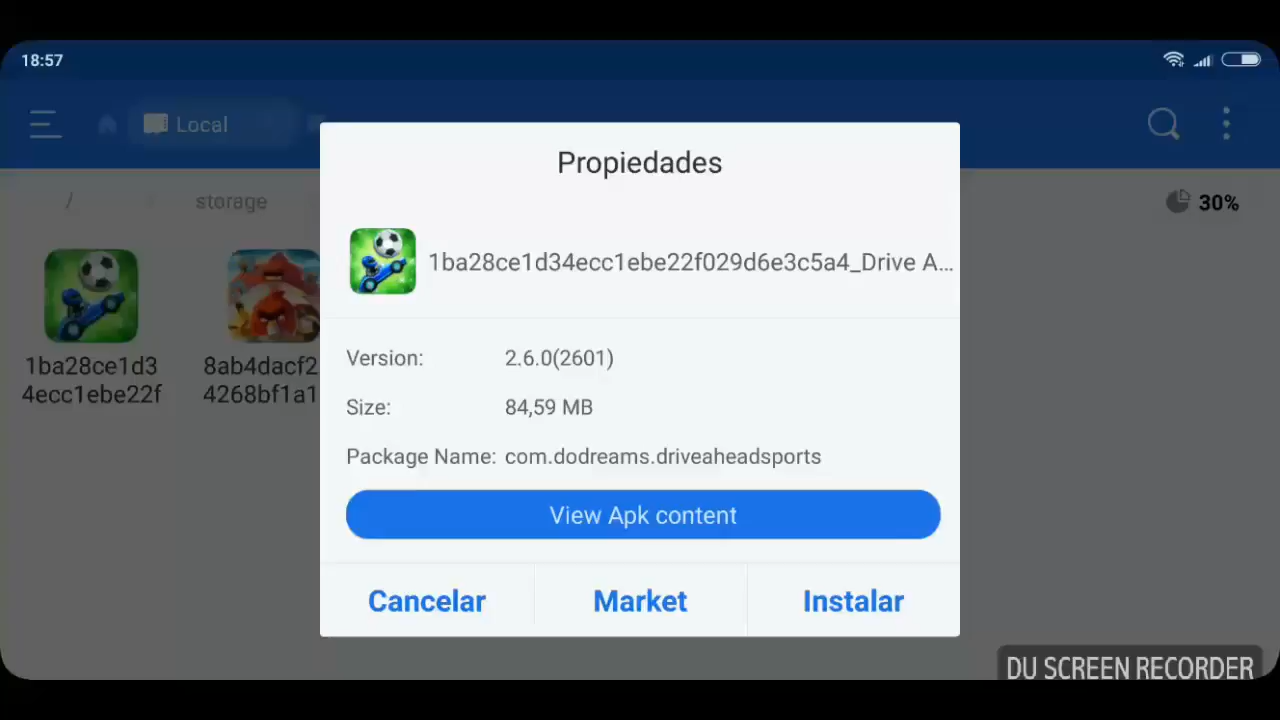 18:57
Local
Propiedades
/ storage
30%
1ba28ce1d34ecc1ebe22f029d6e3c5a4_Drive A...
1ba28ce1d3
4ecc1ebe22f
8ab4dacf2
4268bf1a1
Version: 2.6.0(2601)
Size: 84,59 MB
Package Name: com.dodreams.driveaheadsports
View Apk content
Cancelar Market Instalar
DU SCREEN RECORDER